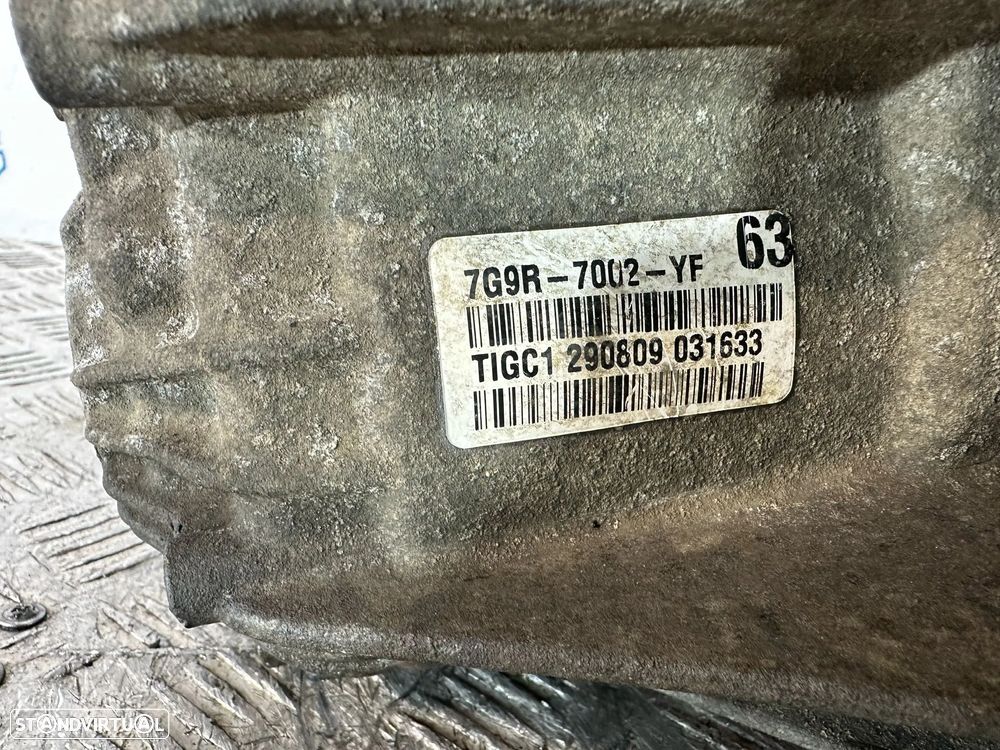 7G9R-7002-YF 63
TIGC1 290809 031633
STANDVIRTUAL